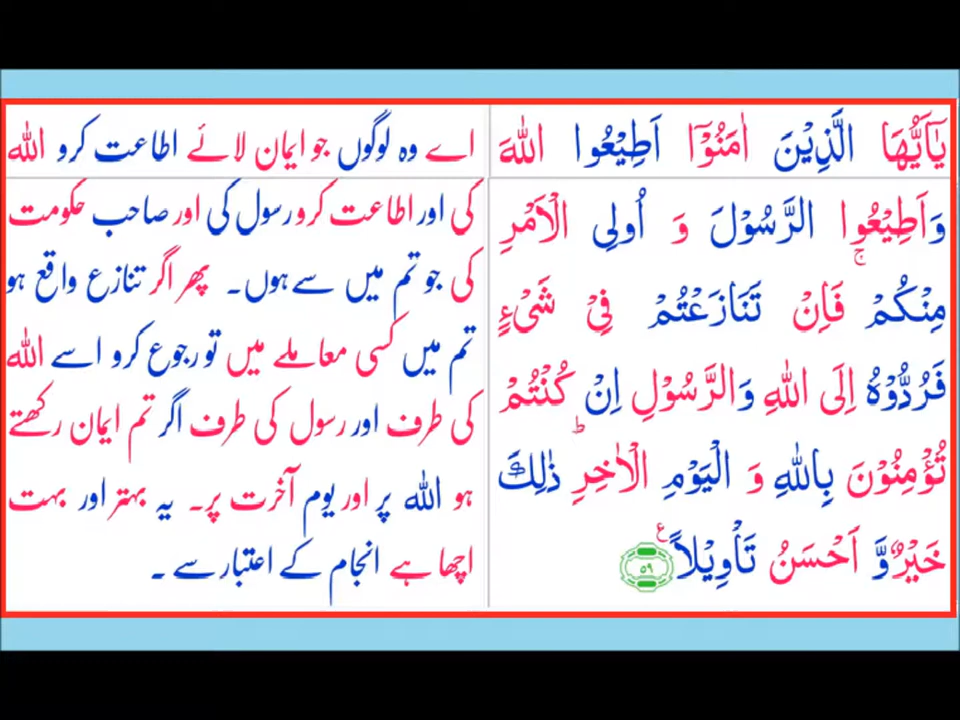 يٰٓاَيُّهَا الَّذِيْنَ اٰمَنُوْٓا اَطِيْعُوا اللّٰهَ
وَاَطِيْعُوا الرَّسُوْلَ وَ اُولِى الْاَمْرِ
مِنْكُمْ ۚ فَاِنْ تَنَازَعْتُمْ فِيْ شَيْءٍ
فَرُدُّوْهُ اِلَى اللّٰهِ وَالرَّسُوْلِ اِنْ كُنْتُمْ
تُؤْمِنُوْنَ بِاللّٰهِ وَ الْيَوْمِ الْاٰخِرِ ؕ ذٰلِكَ
خَيْرٌ وَّ اَحْسَنُ تَاْوِيْلًا ع ۵۹
اے وہ لوگوں جو ایمان لائے اطاعت کرو اللہ
کی اور اطاعت کرو رسول کی اور صاحب حکومت
کی جو تم میں سے ہوں۔ پھر اگر تنازع واقع ہو
تم میں کسی معاملے میں تو رجوع کرو اسے اللہ
کی طرف اور رسول کی طرف اگر تم ایمان رکھتے
ہو اللہ پر اور یوم آخرت پر۔ یہ بہتر اور بہت
اچھا ہے انجام کے اعتبار سے ۔